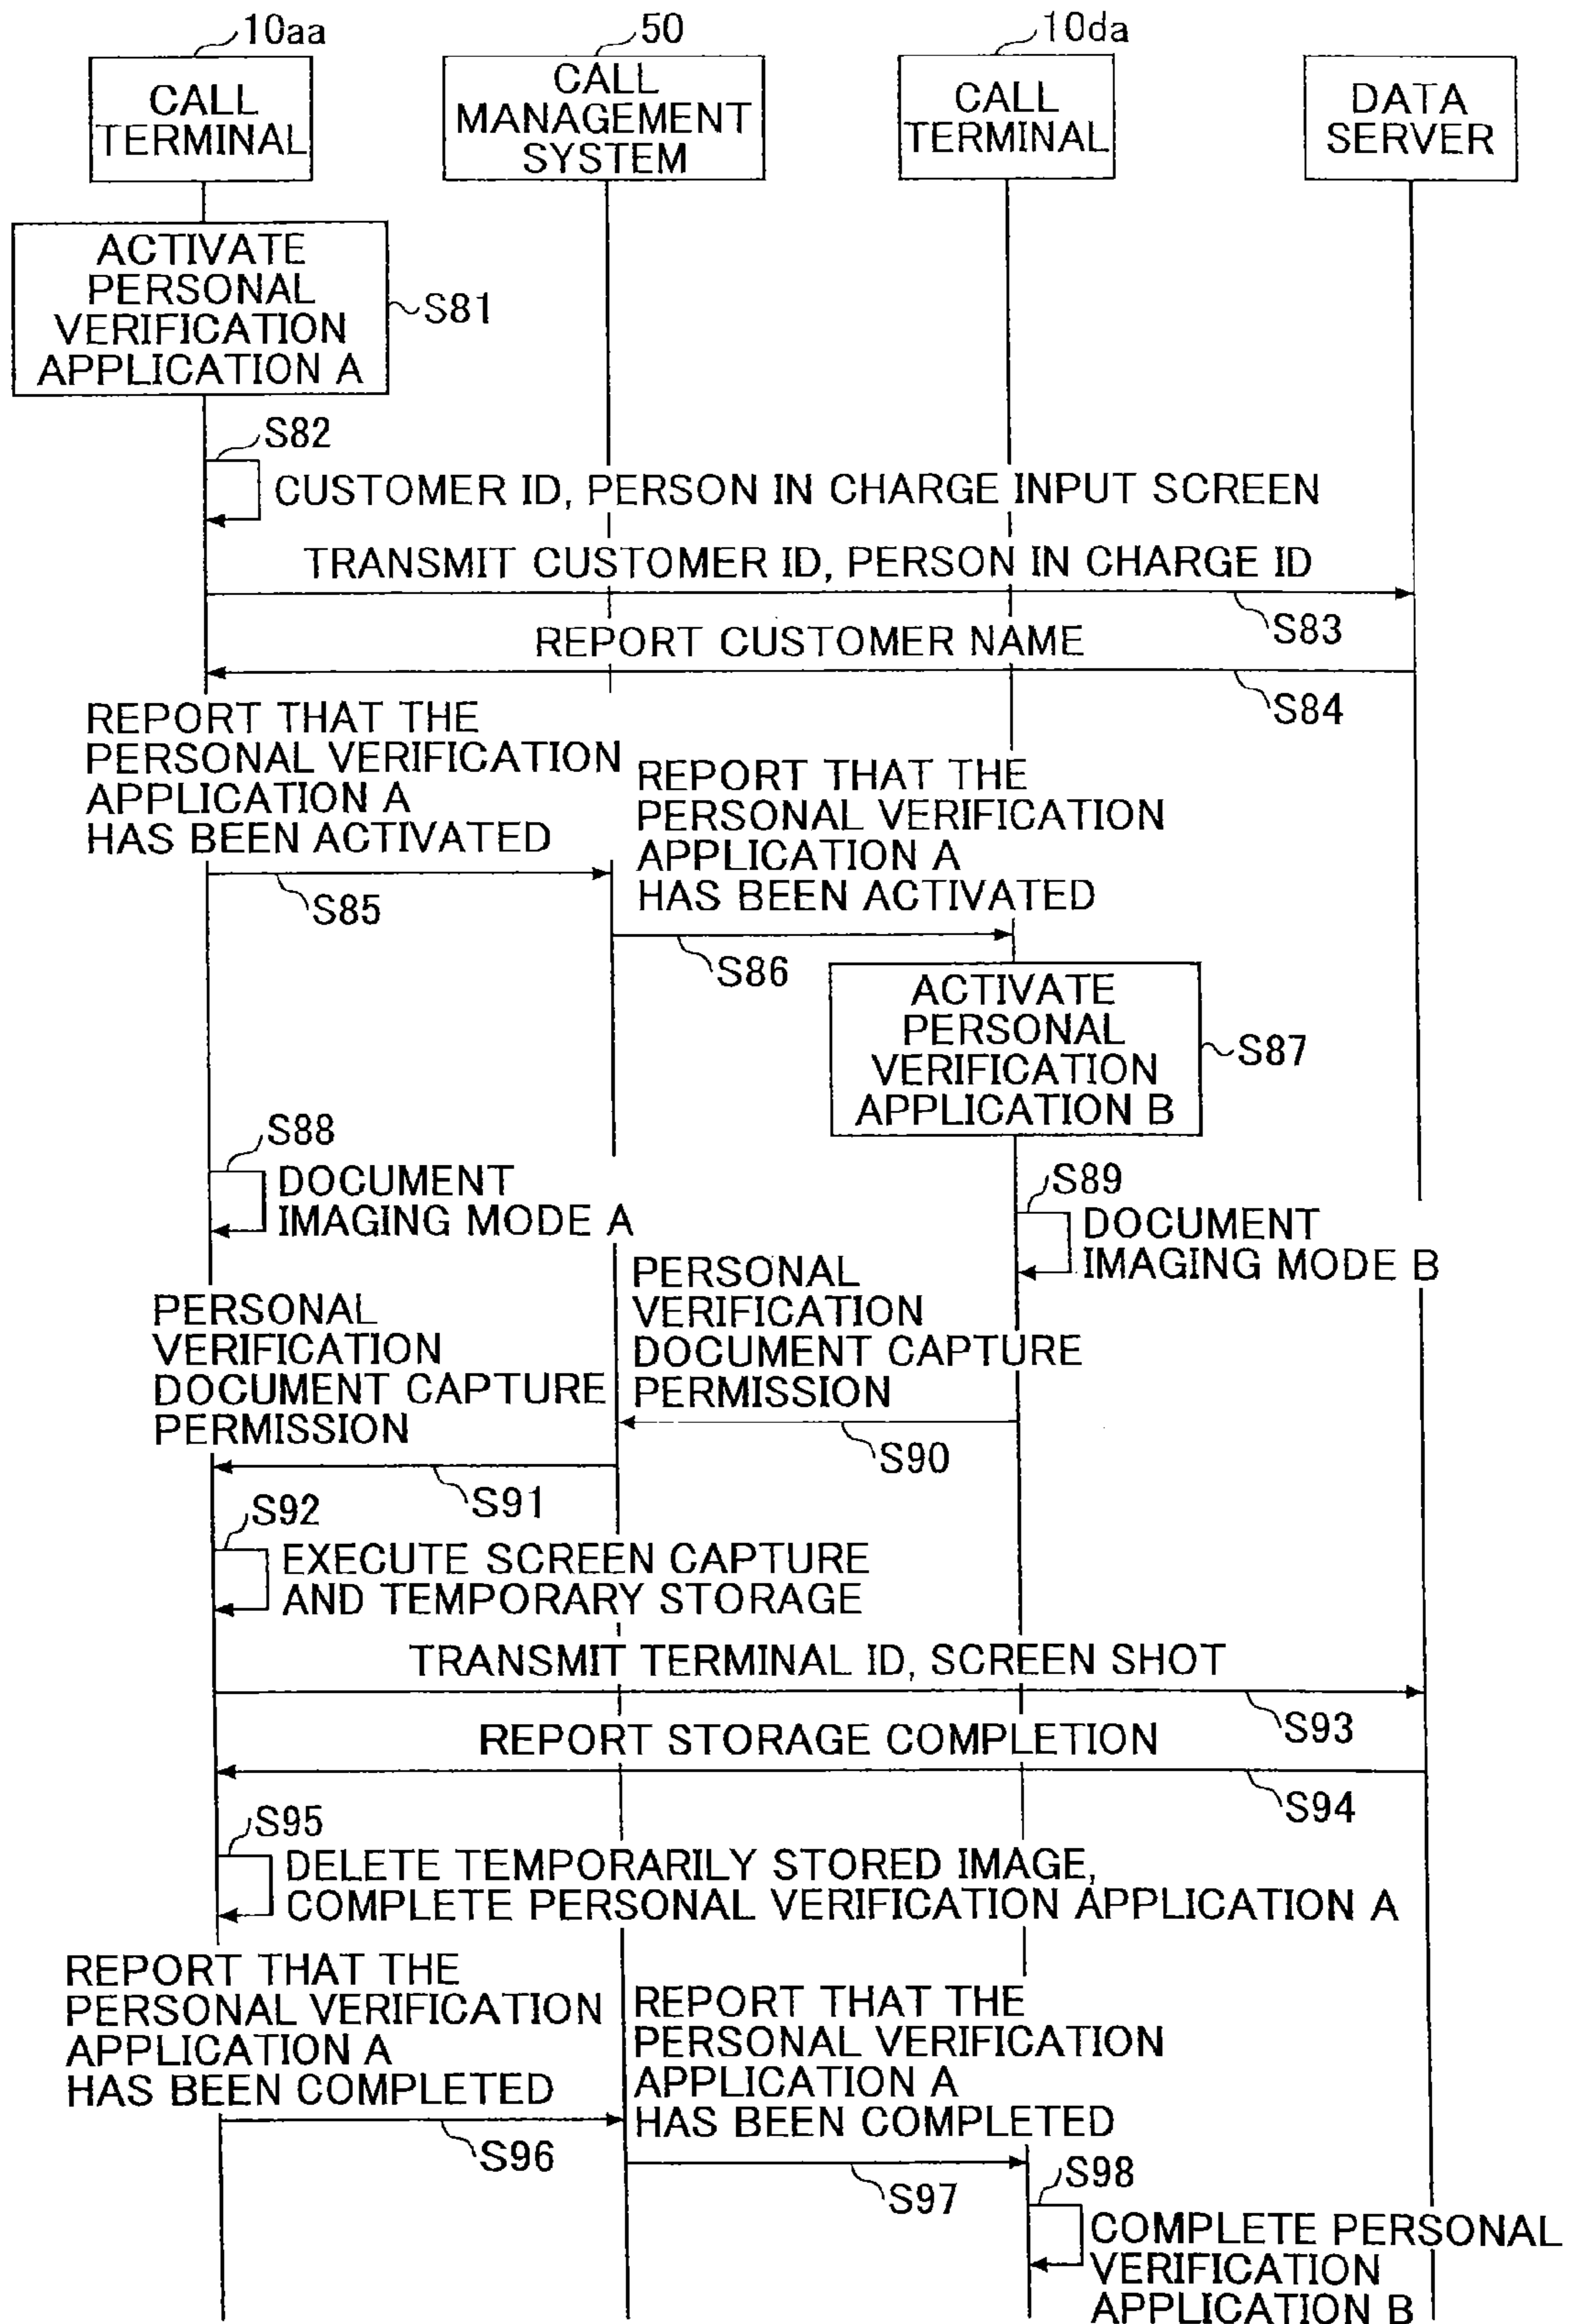 10aa
50
10da
CALL
TERMINAL
CALL
MANAGEMENT
SYSTEM
CALL
TERMINAL
DATA
SERVER
ACTIVATE
PERSONAL
VERIFICATION
APPLICATION A
S81
S82
CUSTOMER ID, PERSON IN CHARGE INPUT SCREEN
TRANSMIT CUSTOMER ID, PERSON IN CHARGE ID
S83
REPORT CUSTOMER NAME
S84
REPORT THAT THE
PERSONAL VERIFICATION
APPLICATION A
HAS BEEN ACTIVATED
S85
REPORT THAT THE
PERSONAL VERIFICATION
APPLICATION A
HAS BEEN ACTIVATED
S86
ACTIVATE
PERSONAL
VERIFICATION
APPLICATION B
S87
S88
DOCUMENT
IMAGING MODE A
S89
DOCUMENT
IMAGING MODE B
PERSONAL
VERIFICATION
DOCUMENT CAPTURE
PERMISSION
S90
PERSONAL
VERIFICATION
DOCUMENT CAPTURE
PERMISSION
S91
S92
EXECUTE SCREEN CAPTURE
AND TEMPORARY STORAGE
TRANSMIT TERMINAL ID, SCREEN SHOT
S93
REPORT STORAGE COMPLETION
S94
S95
DELETE TEMPORARILY STORED IMAGE,
COMPLETE PERSONAL VERIFICATION APPLICATION A
REPORT THAT THE
PERSONAL VERIFICATION
APPLICATION A
HAS BEEN COMPLETED
S96
REPORT THAT THE
PERSONAL VERIFICATION
APPLICATION A
HAS BEEN COMPLETED
S97
S98
COMPLETE PERSONAL
VERIFICATION
APPLICATION B